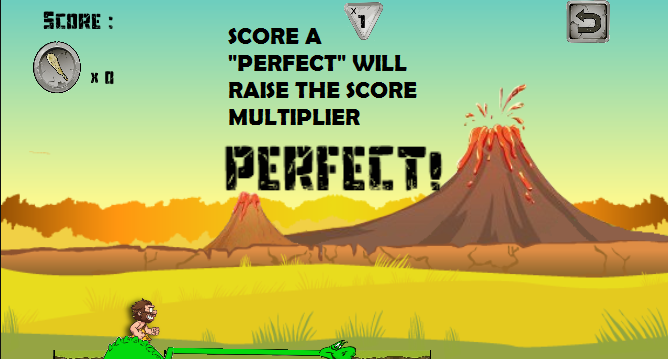 SCORE :
x 1
x 0
SCORE A
"PERFECT" WILL
RAISE THE SCORE
MULTIPLIER
PERFECT!